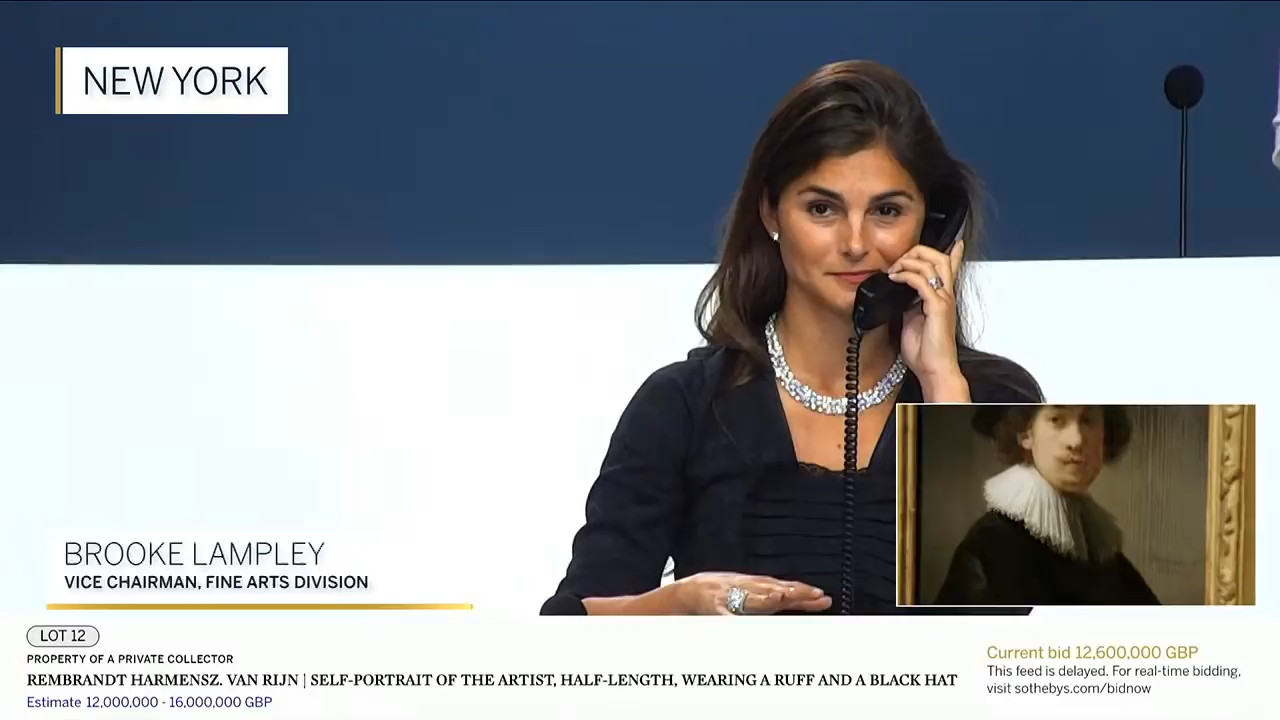 NEW YORK
BROOKE LAMPLEY
VICE CHAIRMAN, FINE ARTS DIVISION
LOT 12
PROPERTY OF A PRIVATE COLLECTOR
REMBRANDT HARMENSZ. VAN RIJN | SELF-PORTRAIT OF THE ARTIST, HALF-LENGTH, WEARING A RUFF AND A BLACK HAT
Estimate 12,000,000 - 16,000,000 GBP
Current bid 12,600,000 GBP
This feed is delayed. For real-time bidding,
visit sothebys.com/bidnow